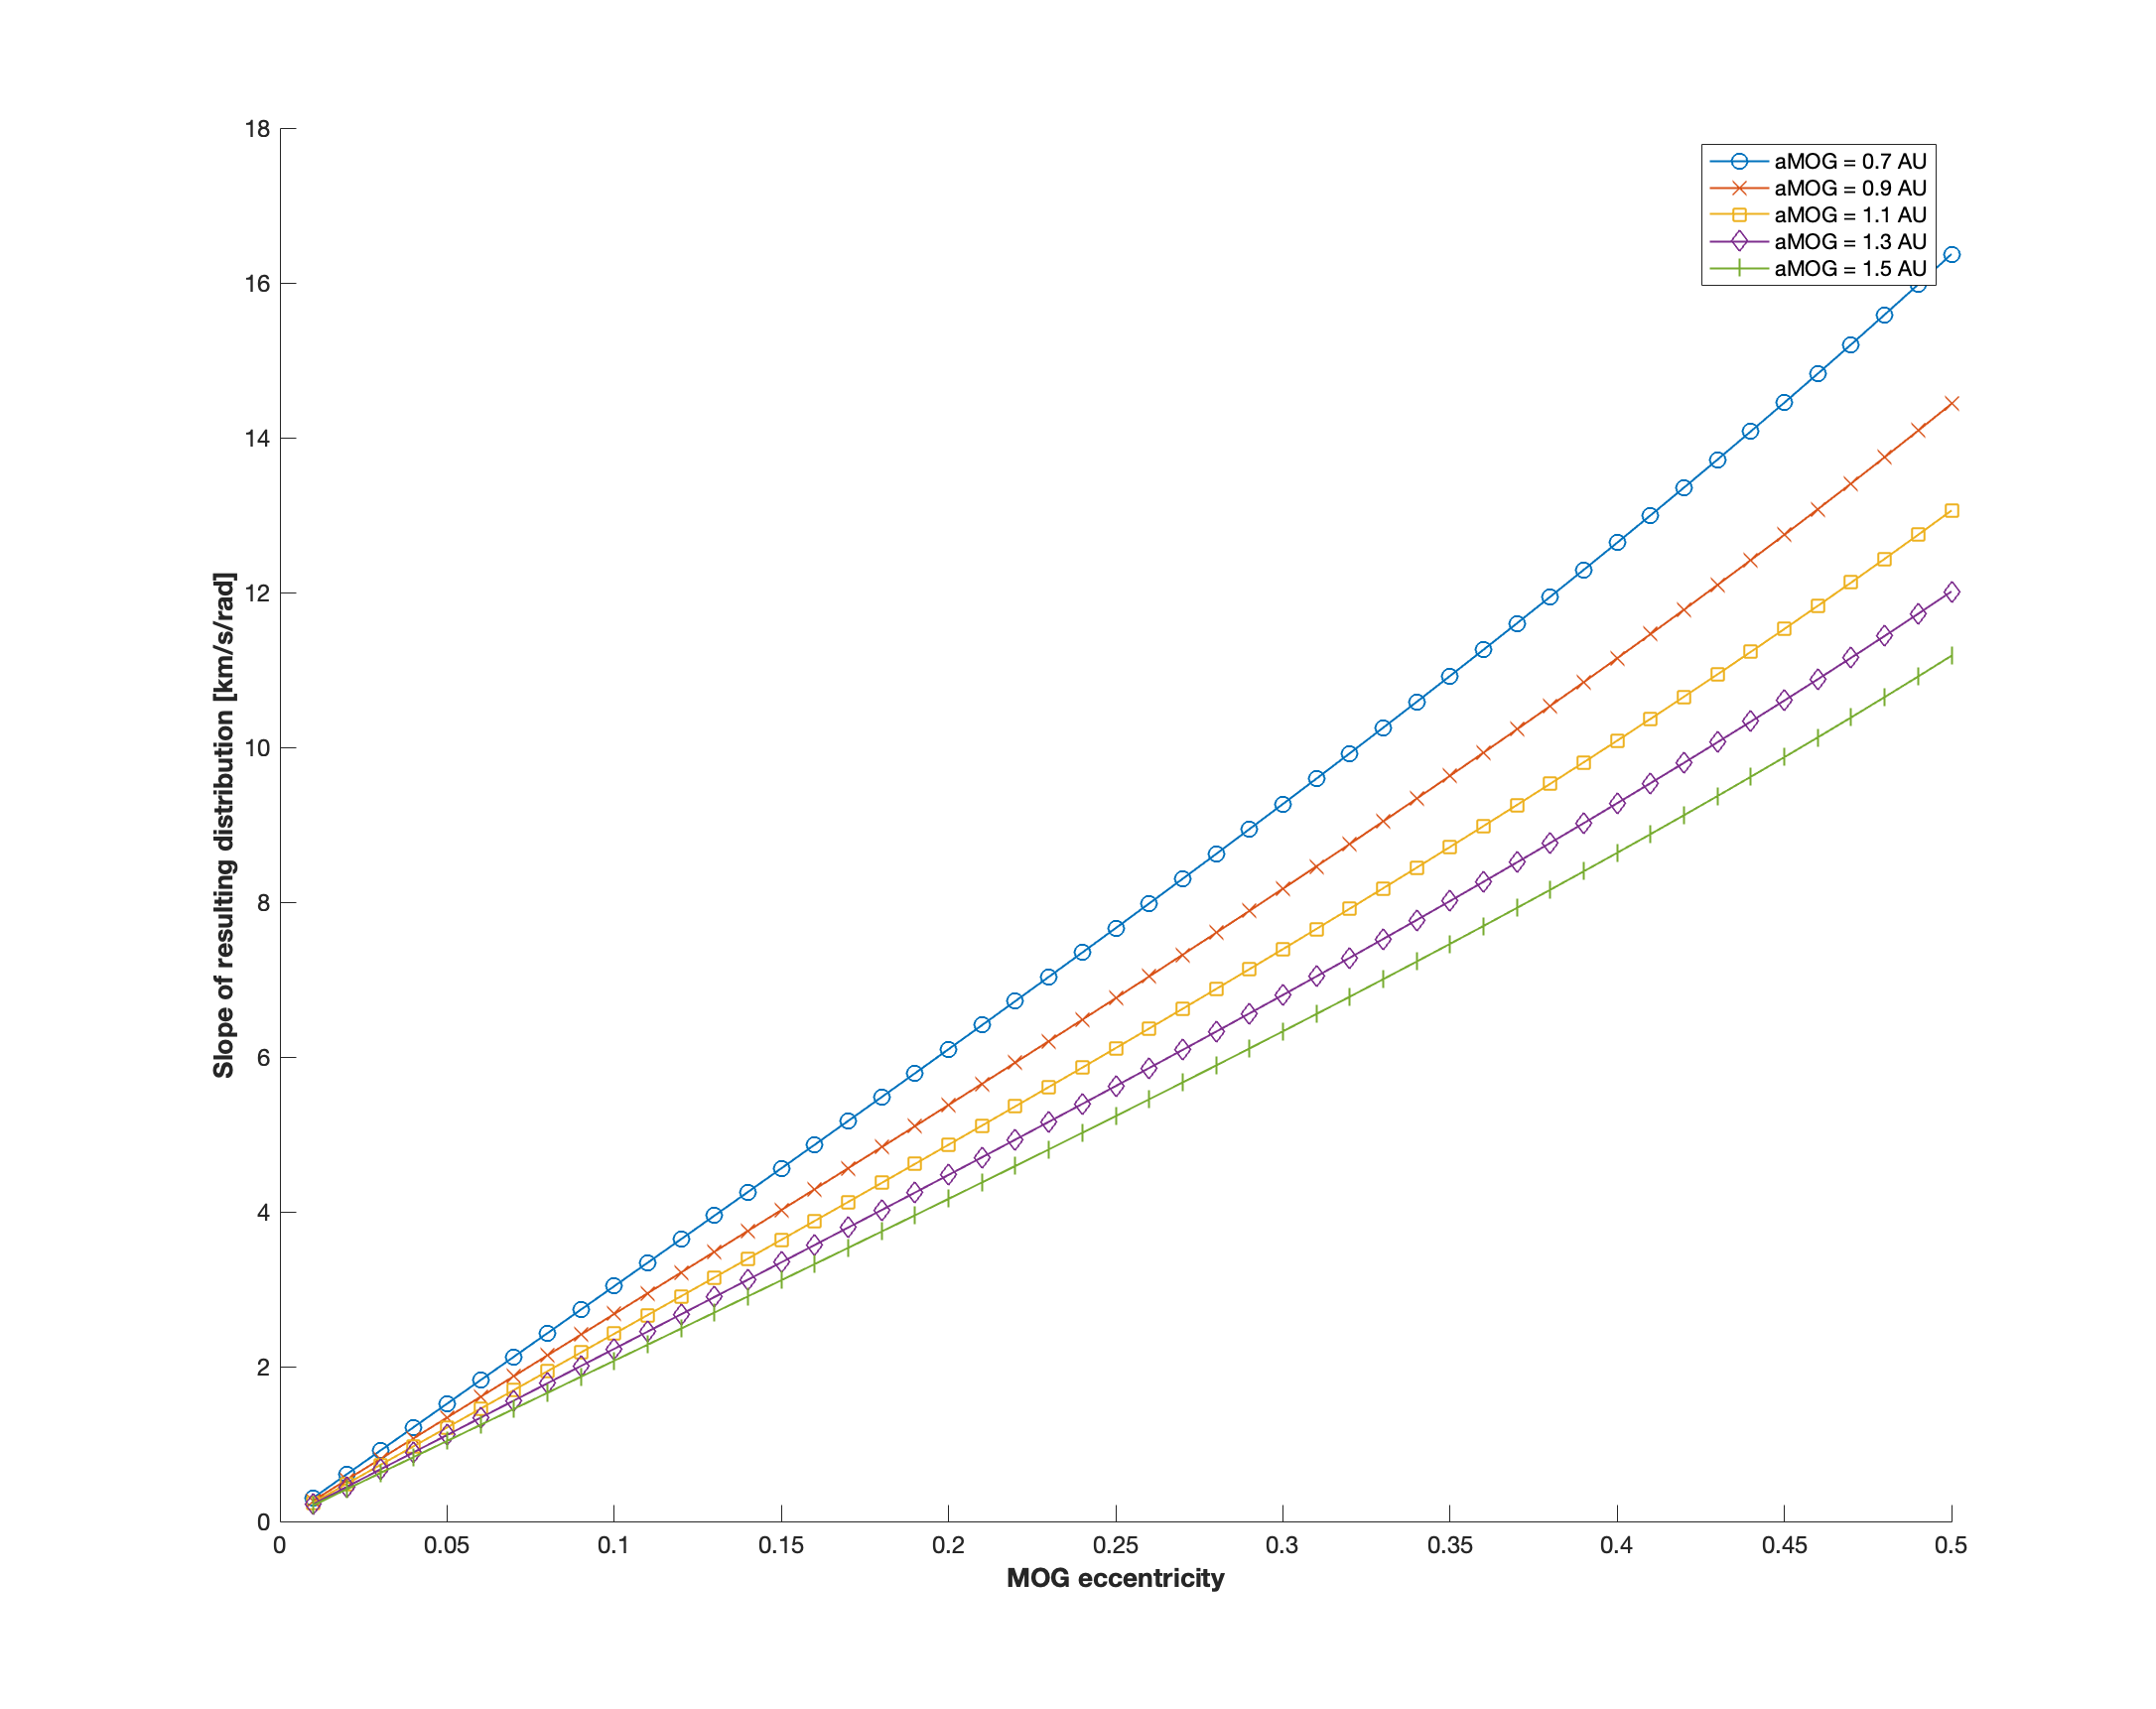 18
16
14
12
10
8
6
4
2
0
Slope of resulting distribution [km/s/rad]
aMOG = 0.7 AU
aMOG = 0.9 AU
aMOG = 1.1 AU
aMOG = 1.3 AU
aMOG = 1.5 AU
0 0.05 0.1 0.15 0.2 0.25 0.3 0.35 0.4 0.45 0.5
MOG eccentricity